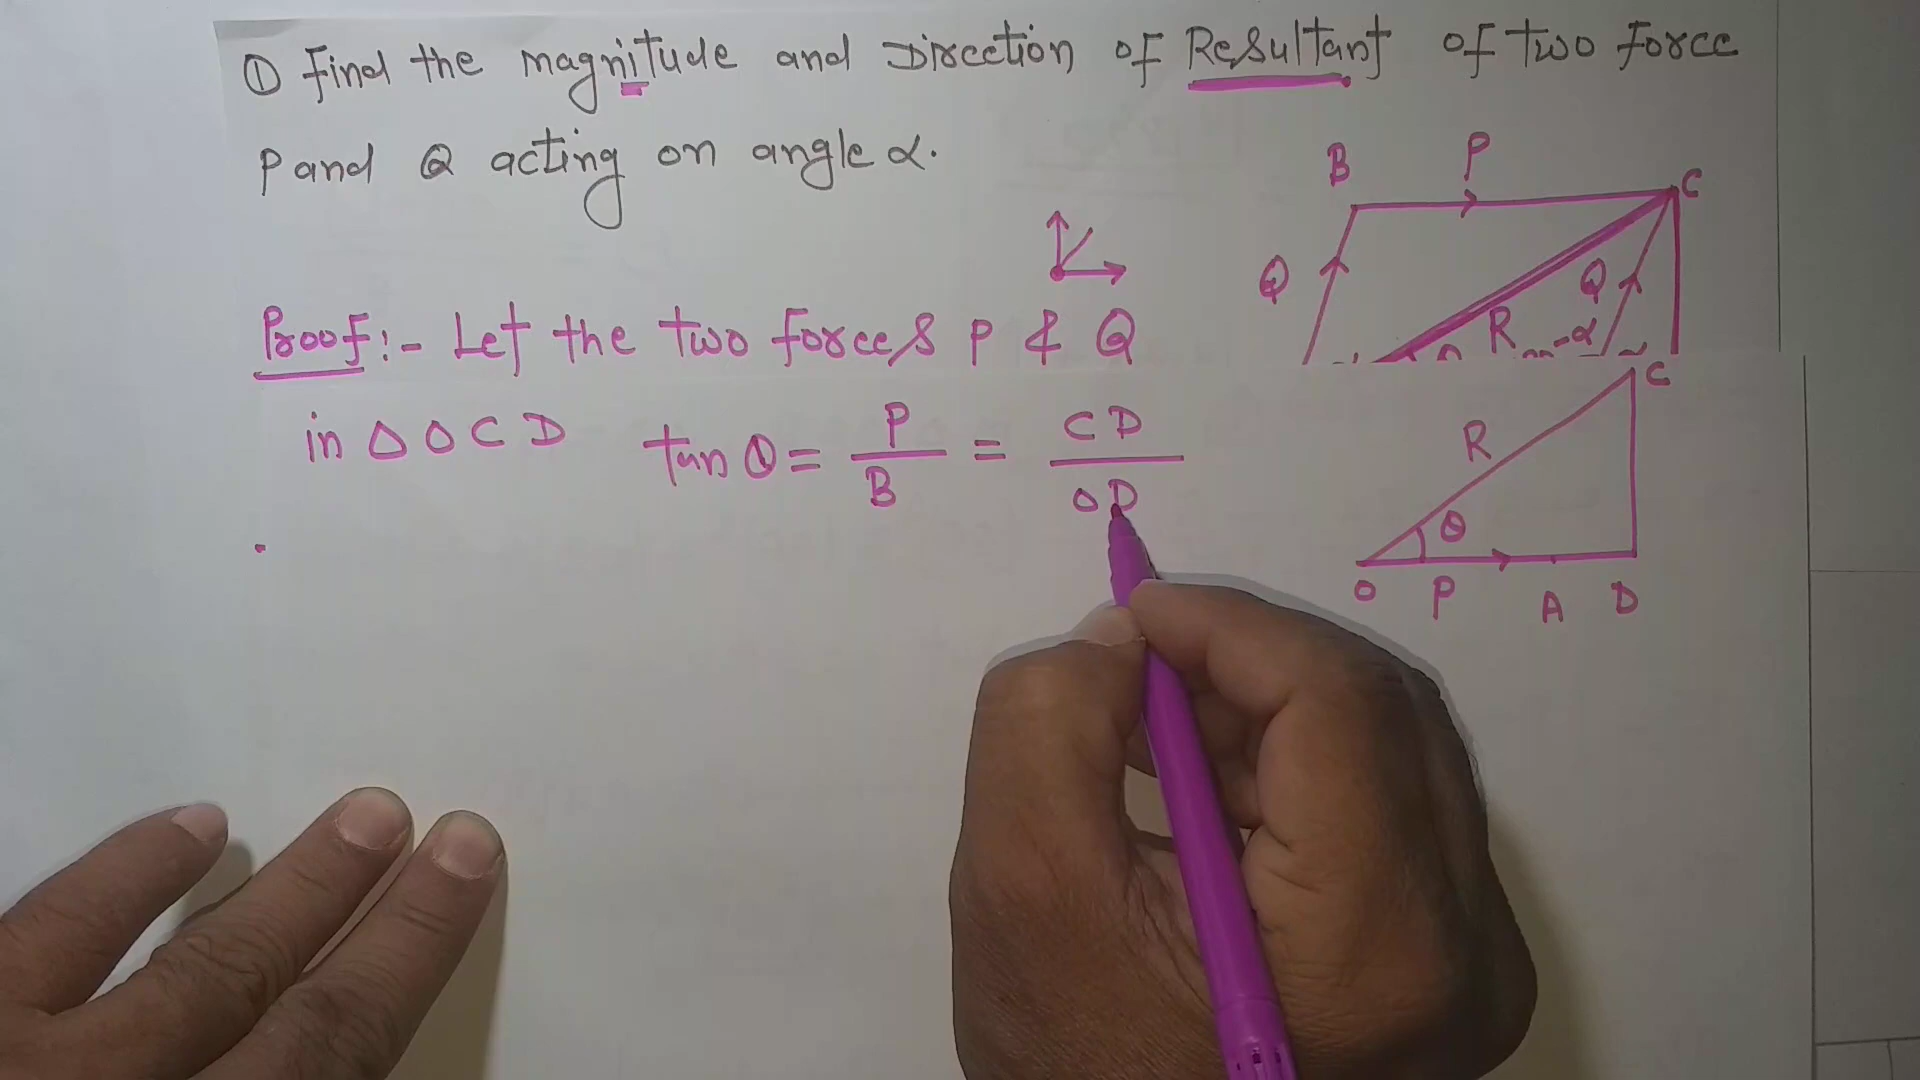 ① Find the magnitude and Direction of Resultant of two force
P and Q acting on angle α.
B P C
Q Q
R α
Proof:- Let the two forces P & Q
in △ O C D tan θ = P/B = CD/OD
C
R
θ
O P A D